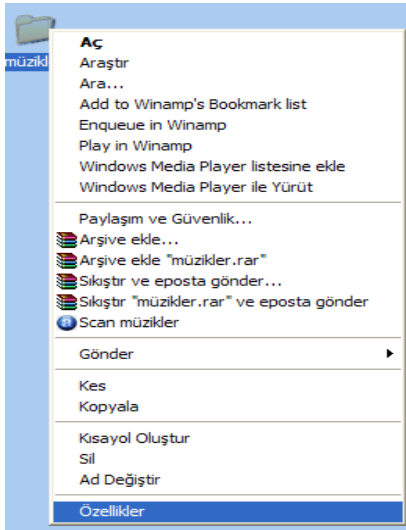 müzikl
Aç
Araştır
Ara...
Add to Winamp's Bookmark list
Enqueue in Winamp
Play in Winamp
Windows Media Player listesine ekle
Windows Media Player ile Yürüt
Paylaşım ve Güvenlik...
Arşive ekle...
Arşive ekle "müzikler.rar"
Sıkıştır ve eposta gönder...
Sıkıştır "müzikler.rar" ve eposta gönder
Scan müzikler
Gönder
Kes
Kopyala
Kısayol Oluştur
Sil
Ad Değiştir
Özellikler